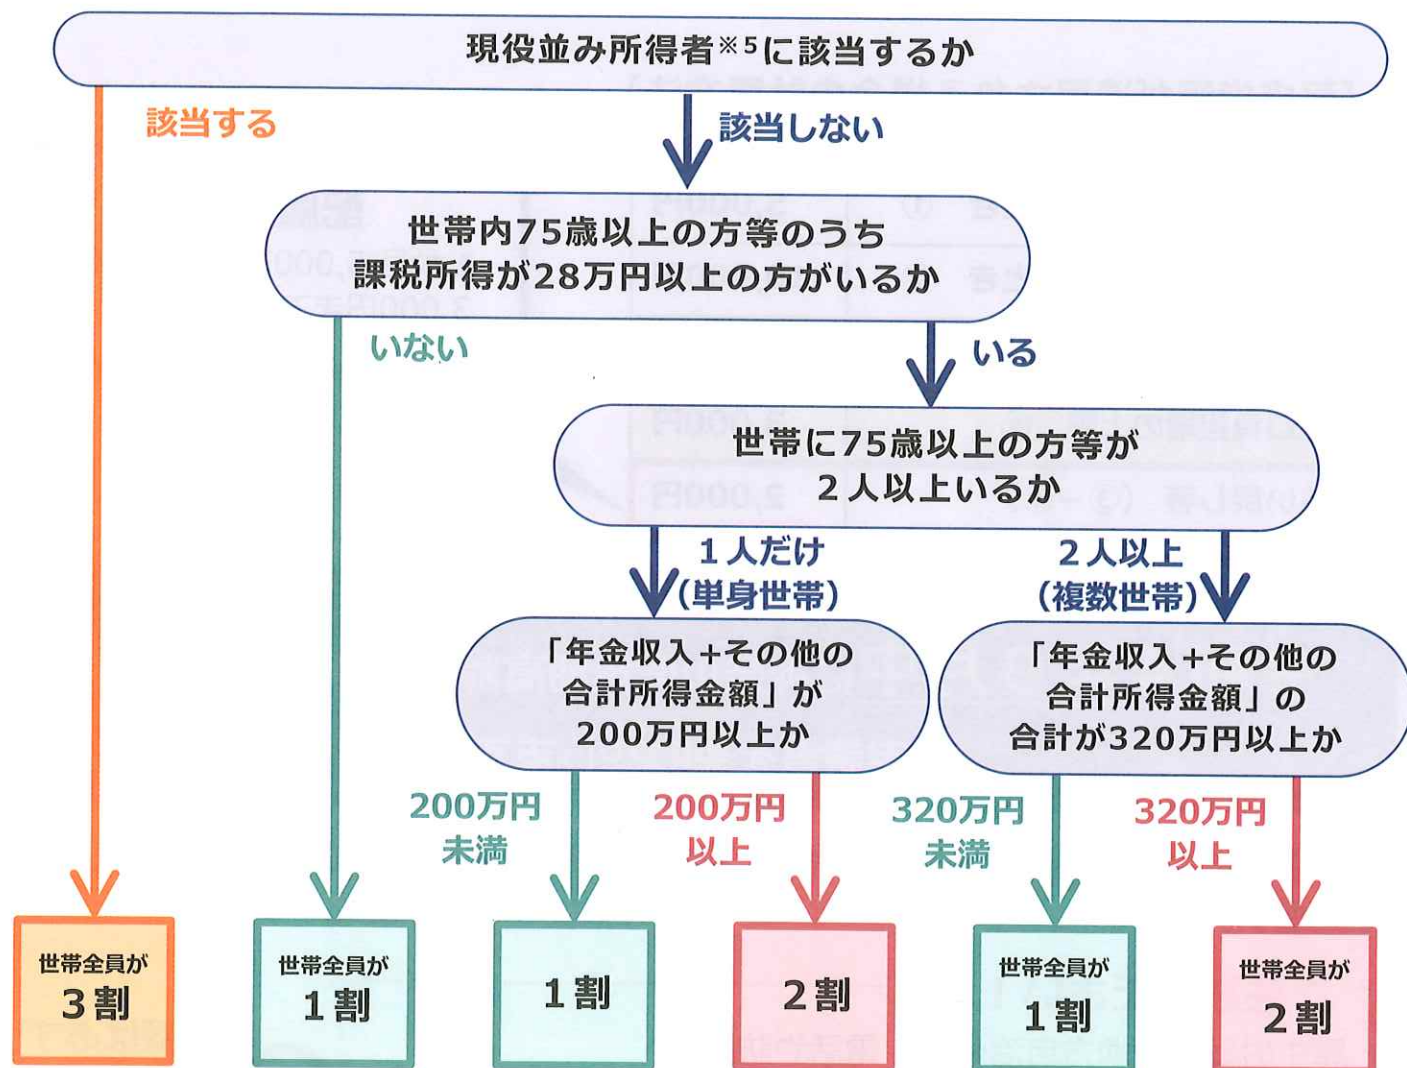 現役並み所得者※5に該当するか
該当する
該当しない
世帯内75歳以上の方等のうち
課税所得が28万円以上の方がいるか
いない
いる
世帯に75歳以上の方等が
2人以上いるか
1人だけ
(単身世帯)
2人以上
(複数世帯)
「年金収入+その他の
合計所得金額」が
200万円以上か
「年金収入+その他の
合計所得金額」の
合計が320万円以上か
200万円
未満
200万円
以上
320万円
未満
320万円
以上
世帯全員が
3割
世帯全員が
1割
1割
2割
世帯全員が
1割
世帯全員が
2割